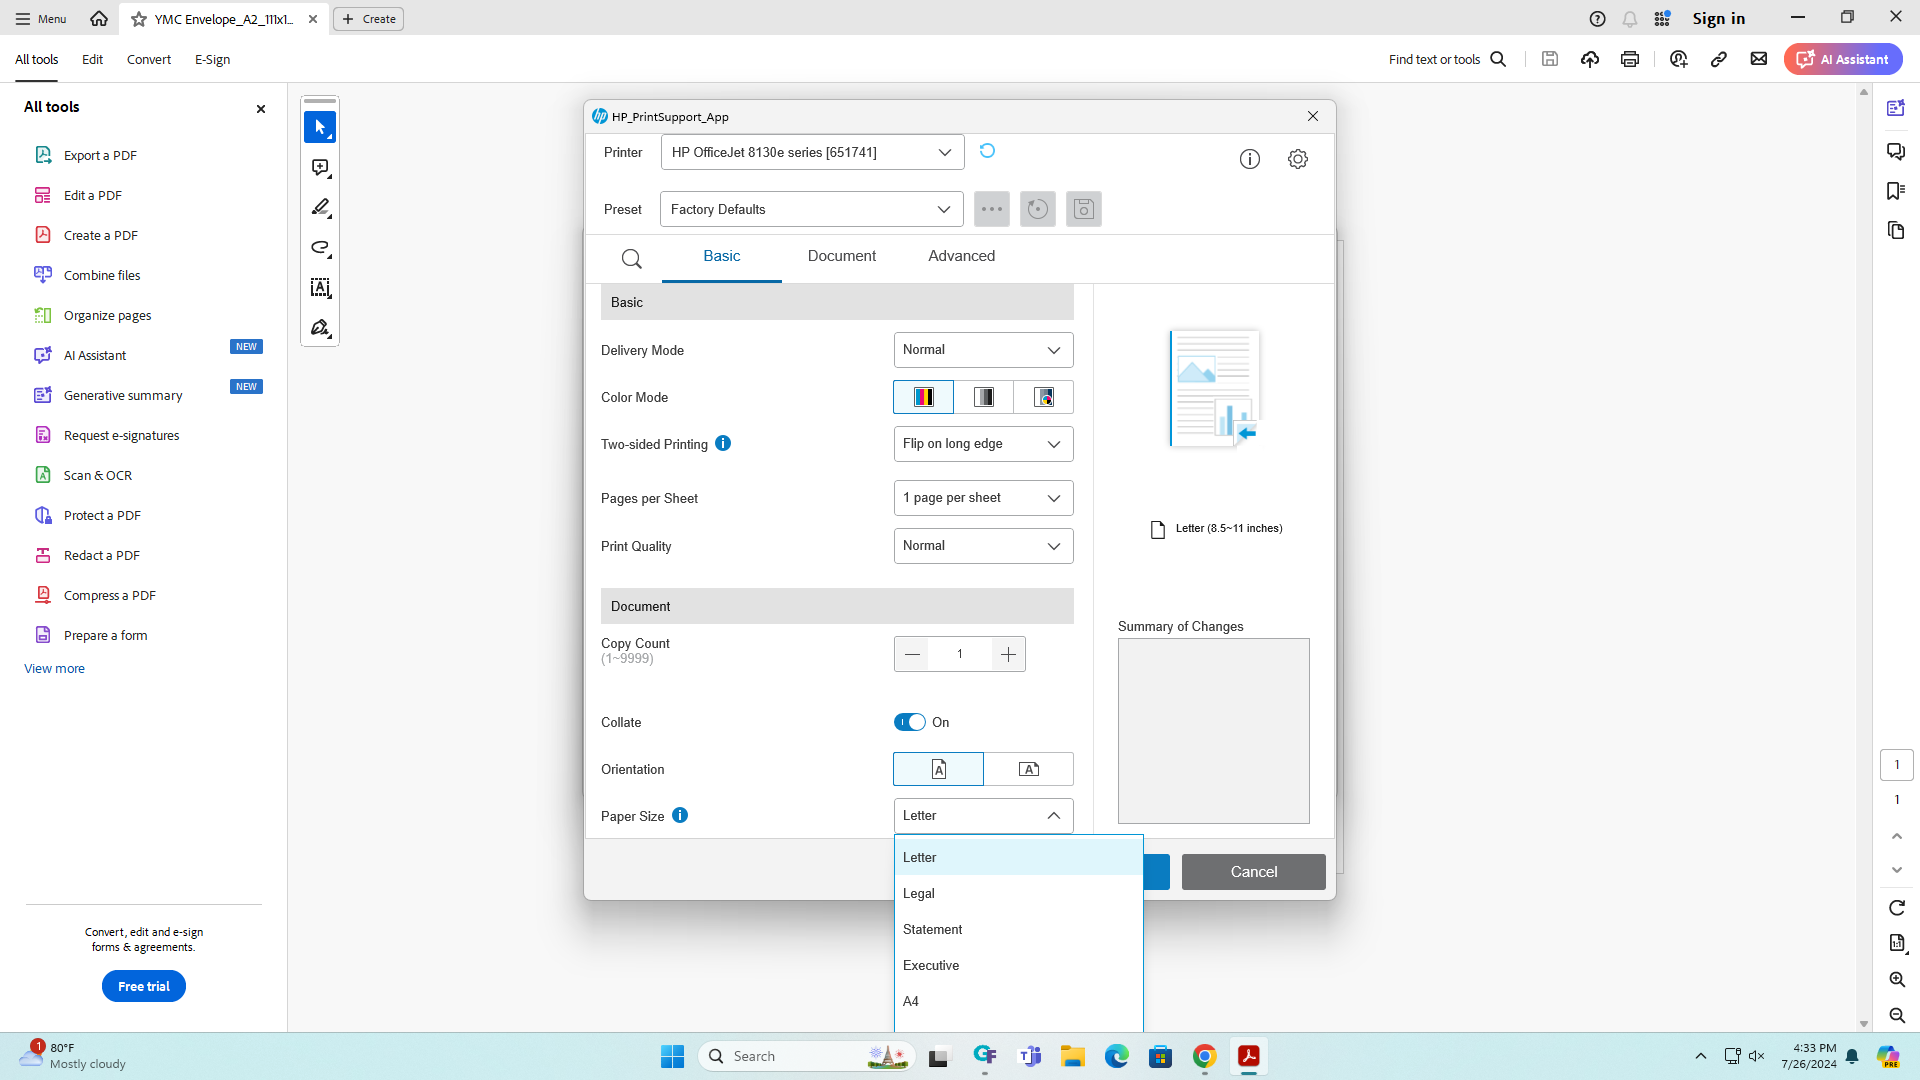 Menu
YMC Envelope_A2_111x1...
Create
Sign in
All tools
Edit
Convert
E-Sign
Find text or tools
AI Assistant
All tools
Export a PDF
Edit a PDF
Create a PDF
Combine files
Organize pages
AI Assistant
NEW
Generative summary
NEW
Request e-signatures
Scan & OCR
Protect a PDF
Redact a PDF
Compress a PDF
Prepare a form
View more
Convert, edit and e-sign
forms & agreements.
Free trial
HP_PrintSupport_App
Printer
HP OfficeJet 8130e series [651741]
Preset
Factory Defaults
Basic
Document
Advanced
Basic
Delivery Mode
Normal
Color Mode
Two-sided Printing
Flip on long edge
Pages per Sheet
1 page per sheet
Print Quality
Normal
Document
Copy Count
(1~9999)
1
Collate
On
Orientation
Paper Size
Letter
Letter
Legal
Statement
Executive
A4
Letter (8.5~11 inches)
Summary of Changes
Cancel
1
1
1
80°F
Mostly cloudy
Search
4:33 PM
7/26/2024